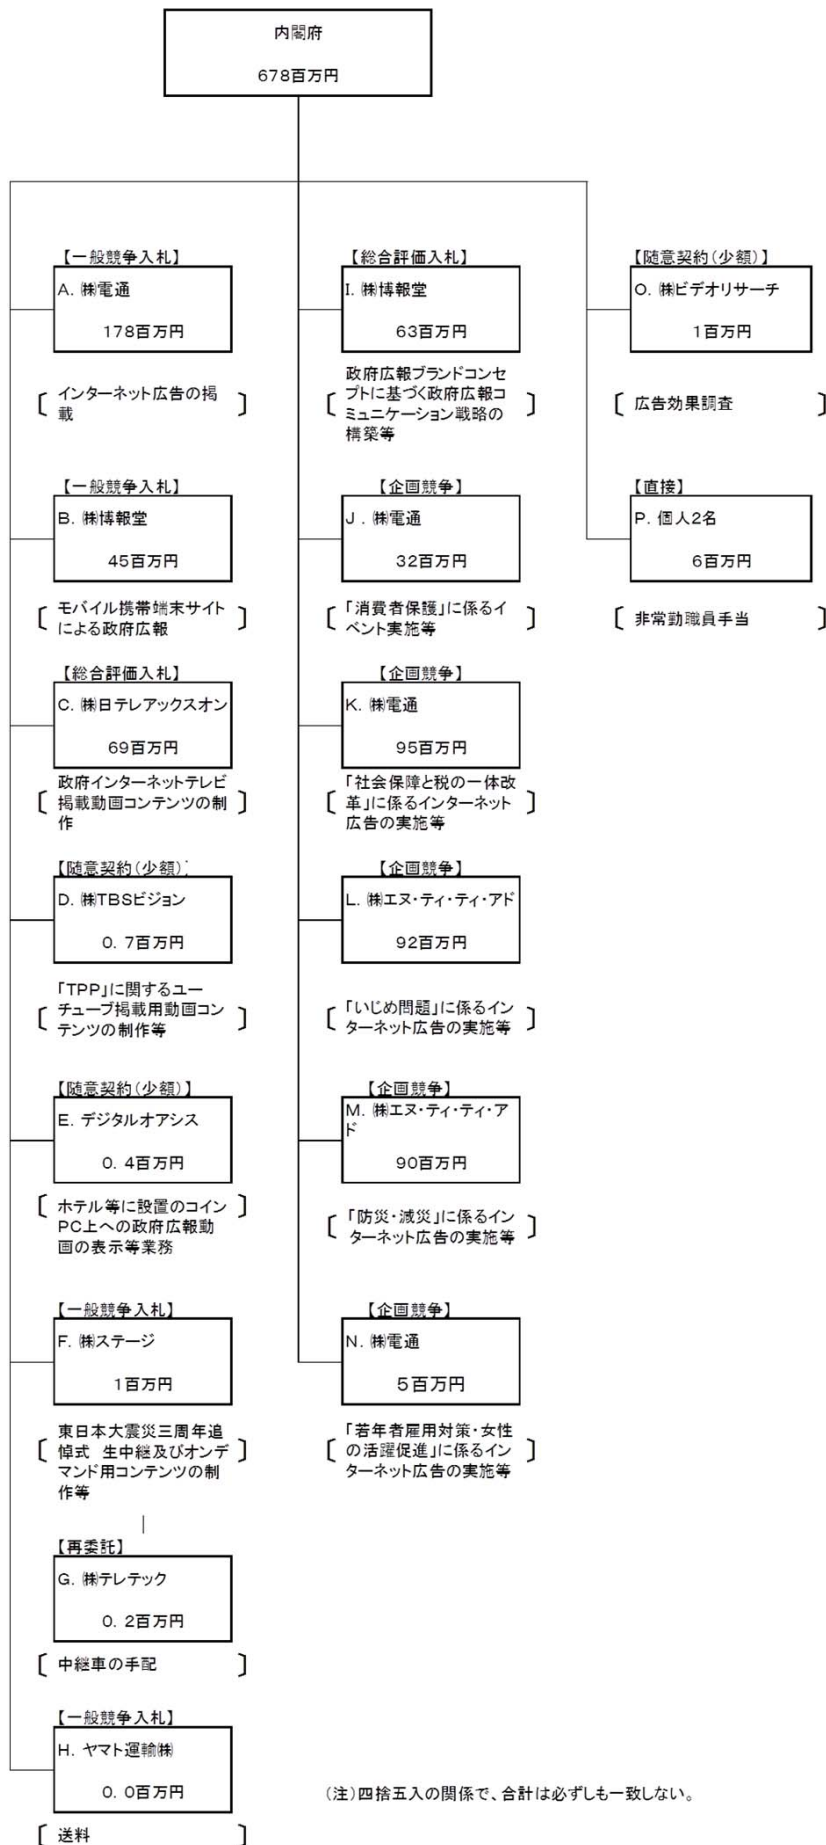 内閣府
678百万円
【一般競争入札】
A. ㈱電通
178百万円
インターネット広告の掲
載
【一般競争入札】
B. ㈱博報堂
45百万円
モバイル携帯端末サイト
による政府広報
【総合評価入札】
C. ㈱日テレアックスオン
69百万円
政府インターネットテレビ
掲載動画コンテンツの制
作
【随意契約(少額)】
D. ㈱TBSビジョン
0. 7百万円
「TPP」に関するユー
チューブ掲載用動画コン
テンツの制作等
【随意契約(少額)】
E. デジタルオアシス
0. 4百万円
ホテル等に設置のコイン
PC上への政府広報動
画の表示等業務
【一般競争入札】
F. ㈱ステージ
1百万円
東日本大震災三周年追
悼式 生中継及びオンデ
マンド用コンテンツの制
作等
【再委託】
G. ㈱テレテック
0. 2百万円
中継車の手配
【一般競争入札】
H. ヤマト運輸㈱
0. 0百万円
送料
【総合評価入札】
I. ㈱博報堂
63百万円
政府広報ブランドコンセ
プトに基づく政府広報コ
ミュニケーション戦略の
構築等
【企画競争】
J . ㈱電通
32百万円
「消費者保護」に係るイ
ベント実施等
【企画競争】
K. ㈱電通
95百万円
「社会保障と税の一体改
革」に係るインターネット
広告の実施等
【企画競争】
L. ㈱エヌ・ティ・ティ・アド
92百万円
「いじめ問題」に係るイン
ターネット広告の実施等
【企画競争】
M. ㈱エヌ・ティ・ティ・ア
ド
90百万円
「防災・減災」に係るイン
ターネット広告の実施等
【企画競争】
N. ㈱電通
5百万円
「若年者雇用対策・女性
の活躍促進」に係るイン
ターネット広告の実施等
【随意契約(少額)】
O. ㈱ビデオリサーチ
1百万円
広告効果調査
【直接】
P. 個人2名
6百万円
非常勤職員手当
(注)四捨五入の関係で、合計は必ずしも一致しない。